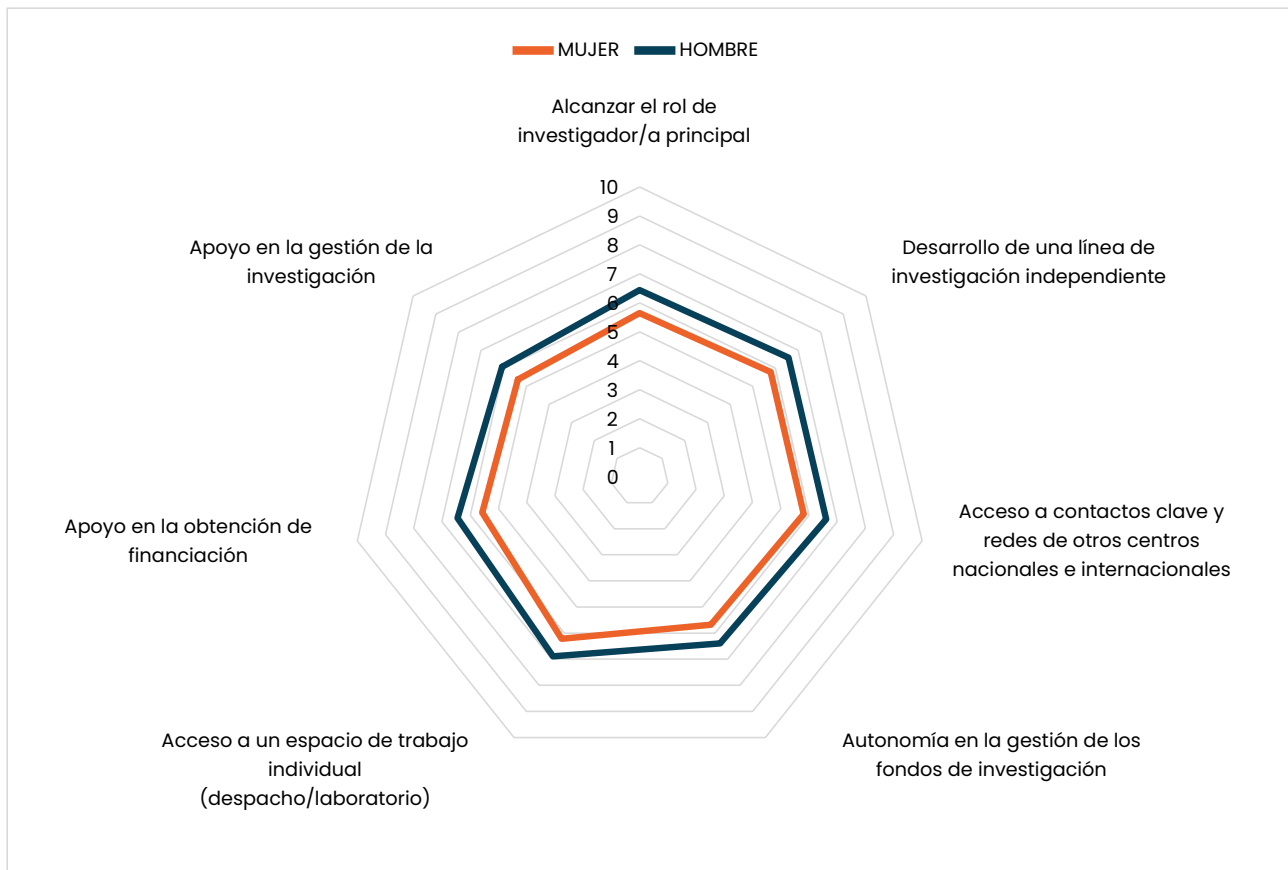 MUJER HOMBRE
Alcanzar el rol de
investigador/a principal
10
9
8
7
6
5
4
3
2
1
0
Desarrollo de una línea de
investigación independiente
Acceso a contactos clave y
redes de otros centros
nacionales e internacionales
Autonomía en la gestión de los
fondos de investigación
Acceso a un espacio de trabajo
individual
(despacho/laboratorio)
Apoyo en la obtención de
financiación
Apoyo en la gestión de la
investigación